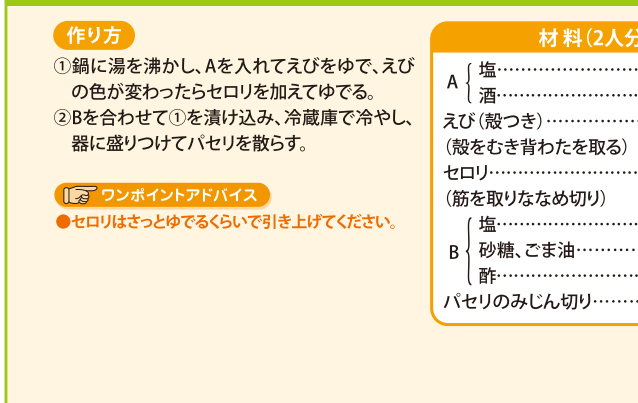 作り方
①鍋に湯を沸かし、Aを入れてえびをゆで、えび
の色が変わったらセロリを加えてゆでる。
②Bを合わせて①を漬け込み、冷蔵庫で冷やし、
器に盛りつけてパセリを散らす。
ワンポイントアドバイス
●セロリはさっとゆでるくらいで引き上げてください。
材料(2人分
A
塩……………………
酒……………………
えび(殻つき)……………
(殻をむき背わたを取る)
セロリ……………………
(筋を取りななめ切り)
B
塩……………………
砂糖、ごま油…………
酢……………………
パセリのみじん切り………